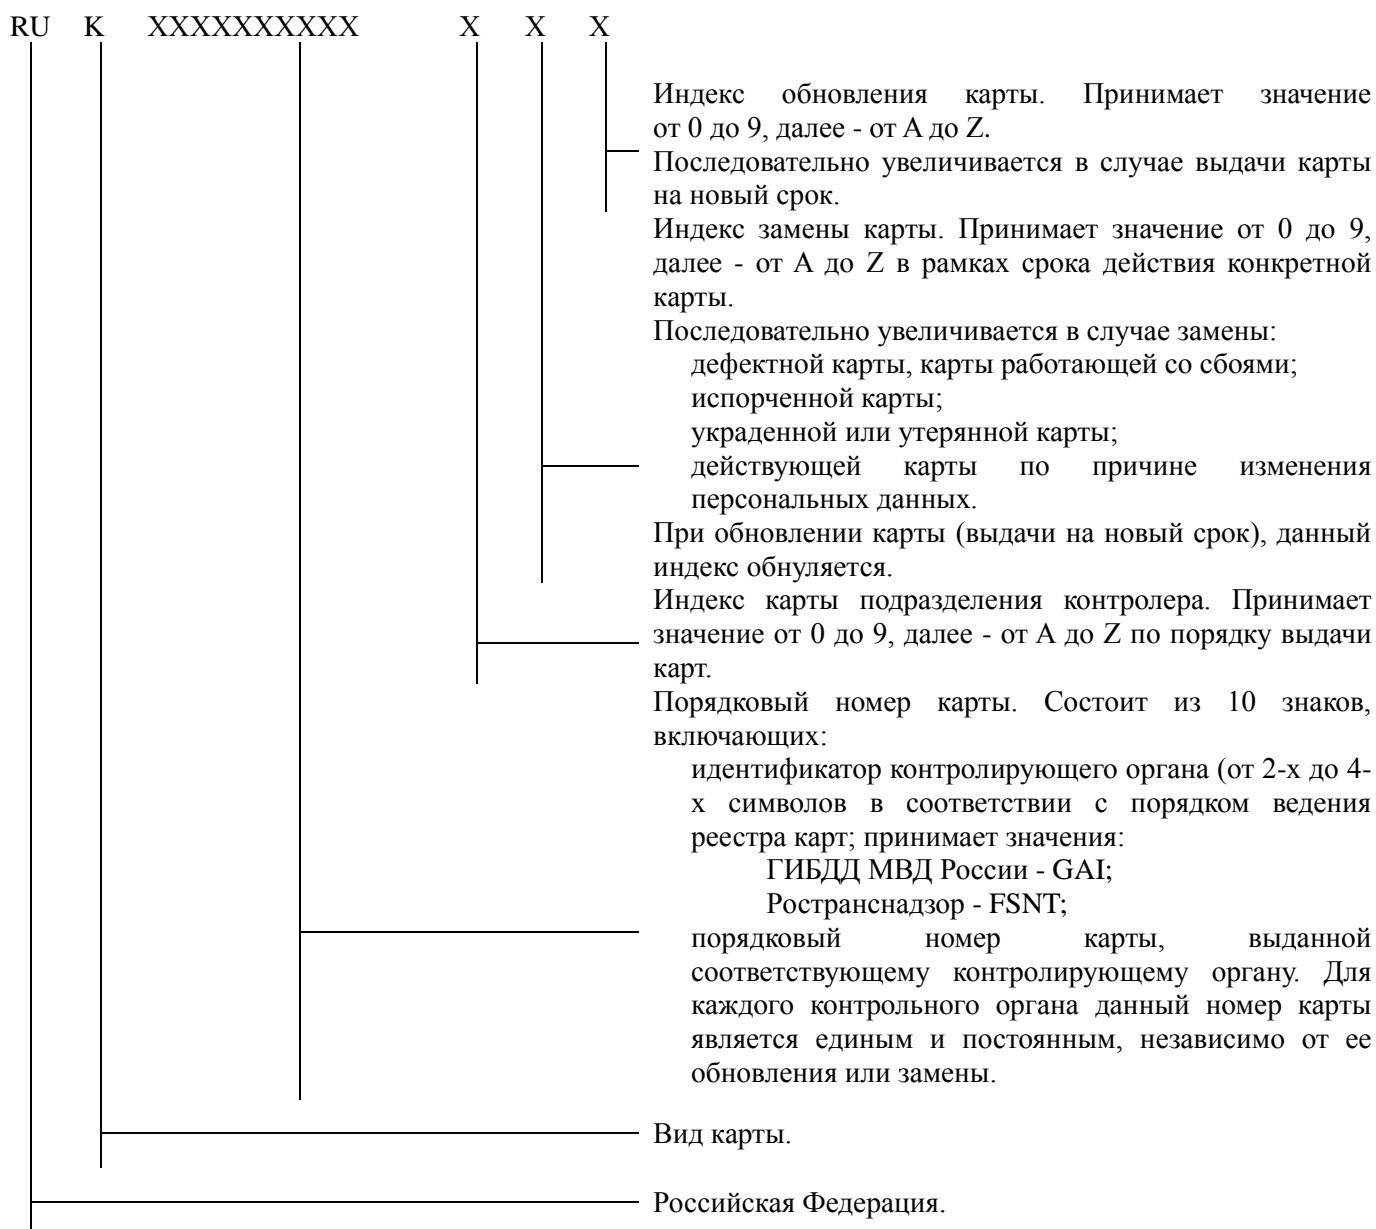 RU K XXXXXXXXXX X X X
Индекс обновления карты. Принимает значение
от 0 до 9, далее - от A до Z.
Последовательно увеличивается в случае выдачи карты
на новый срок.
Индекс замены карты. Принимает значение от 0 до 9,
далее - от A до Z в рамках срока действия конкретной
карты.
Последовательно увеличивается в случае замены:
дефектной карты, карты работающей со сбоями;
испорченной карты;
украденной или утерянной карты;
действующей карты по причине изменения
персональных данных.
При обновлении карты (выдачи на новый срок), данный
индекс обнуляется.
Индекс карты подразделения контролера. Принимает
значение от 0 до 9, далее - от A до Z по порядку выдачи
карт.
Порядковый номер карты. Состоит из 10 знаков,
включающих:
идентификатор контролирующего органа (от 2-х до 4-
х символов в соответствии с порядком ведения
реестра карт; принимает значения:
ГИБДД МВД России - GAI;
Ространснадзор - FSNT;
порядковый номер карты, выданной
соответствующему контролирующему органу. Для
каждого контрольного органа данный номер карты
является единым и постоянным, независимо от ее
обновления или замены.
Вид карты.
Российская Федерация.